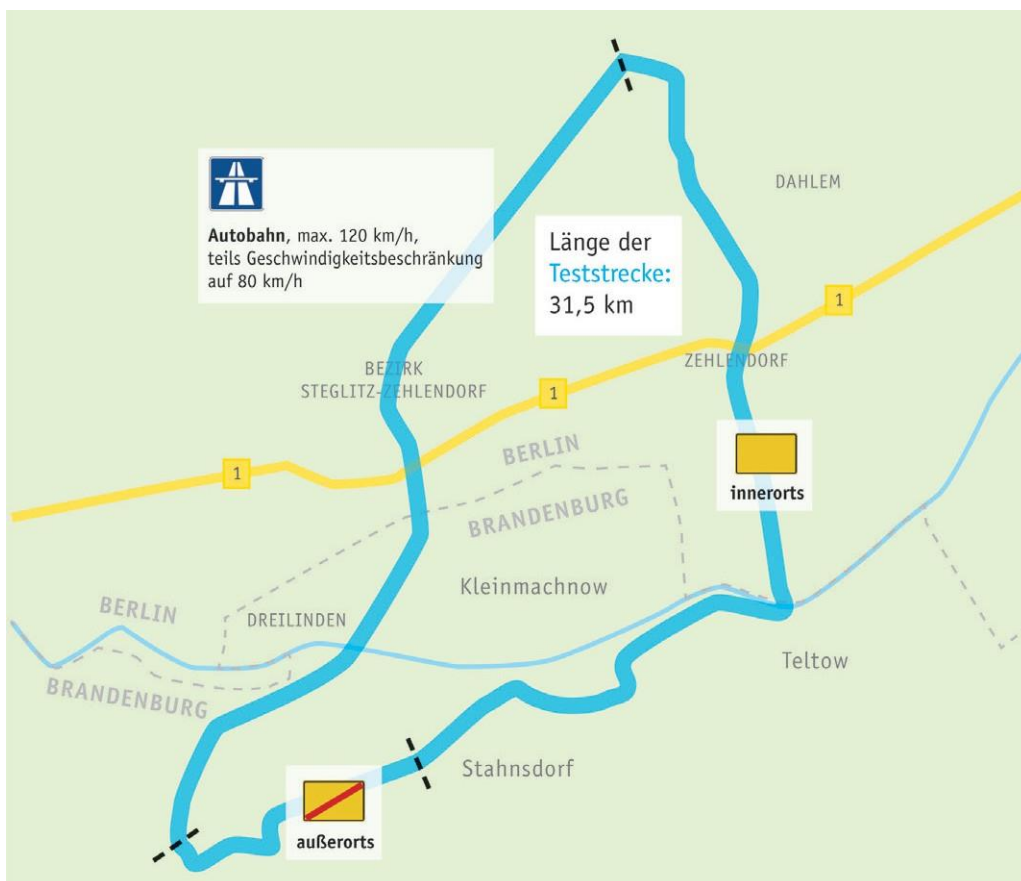 DAHLEM
Autobahn, max. 120 km/h,
teils Geschwindigkeitsbeschränkung
auf 80 km/h
Länge der
Teststrecke:
31,5 km
1
ZEHLENDORF
BEZIRK
STEGLITZ-ZEHLENDORF
1
1
BERLIN
innerorts
BRANDENBURG
Kleinmachnow
BERLIN
DREILINDEN
Teltow
BRANDENBURG
Stahnsdorf
außerorts